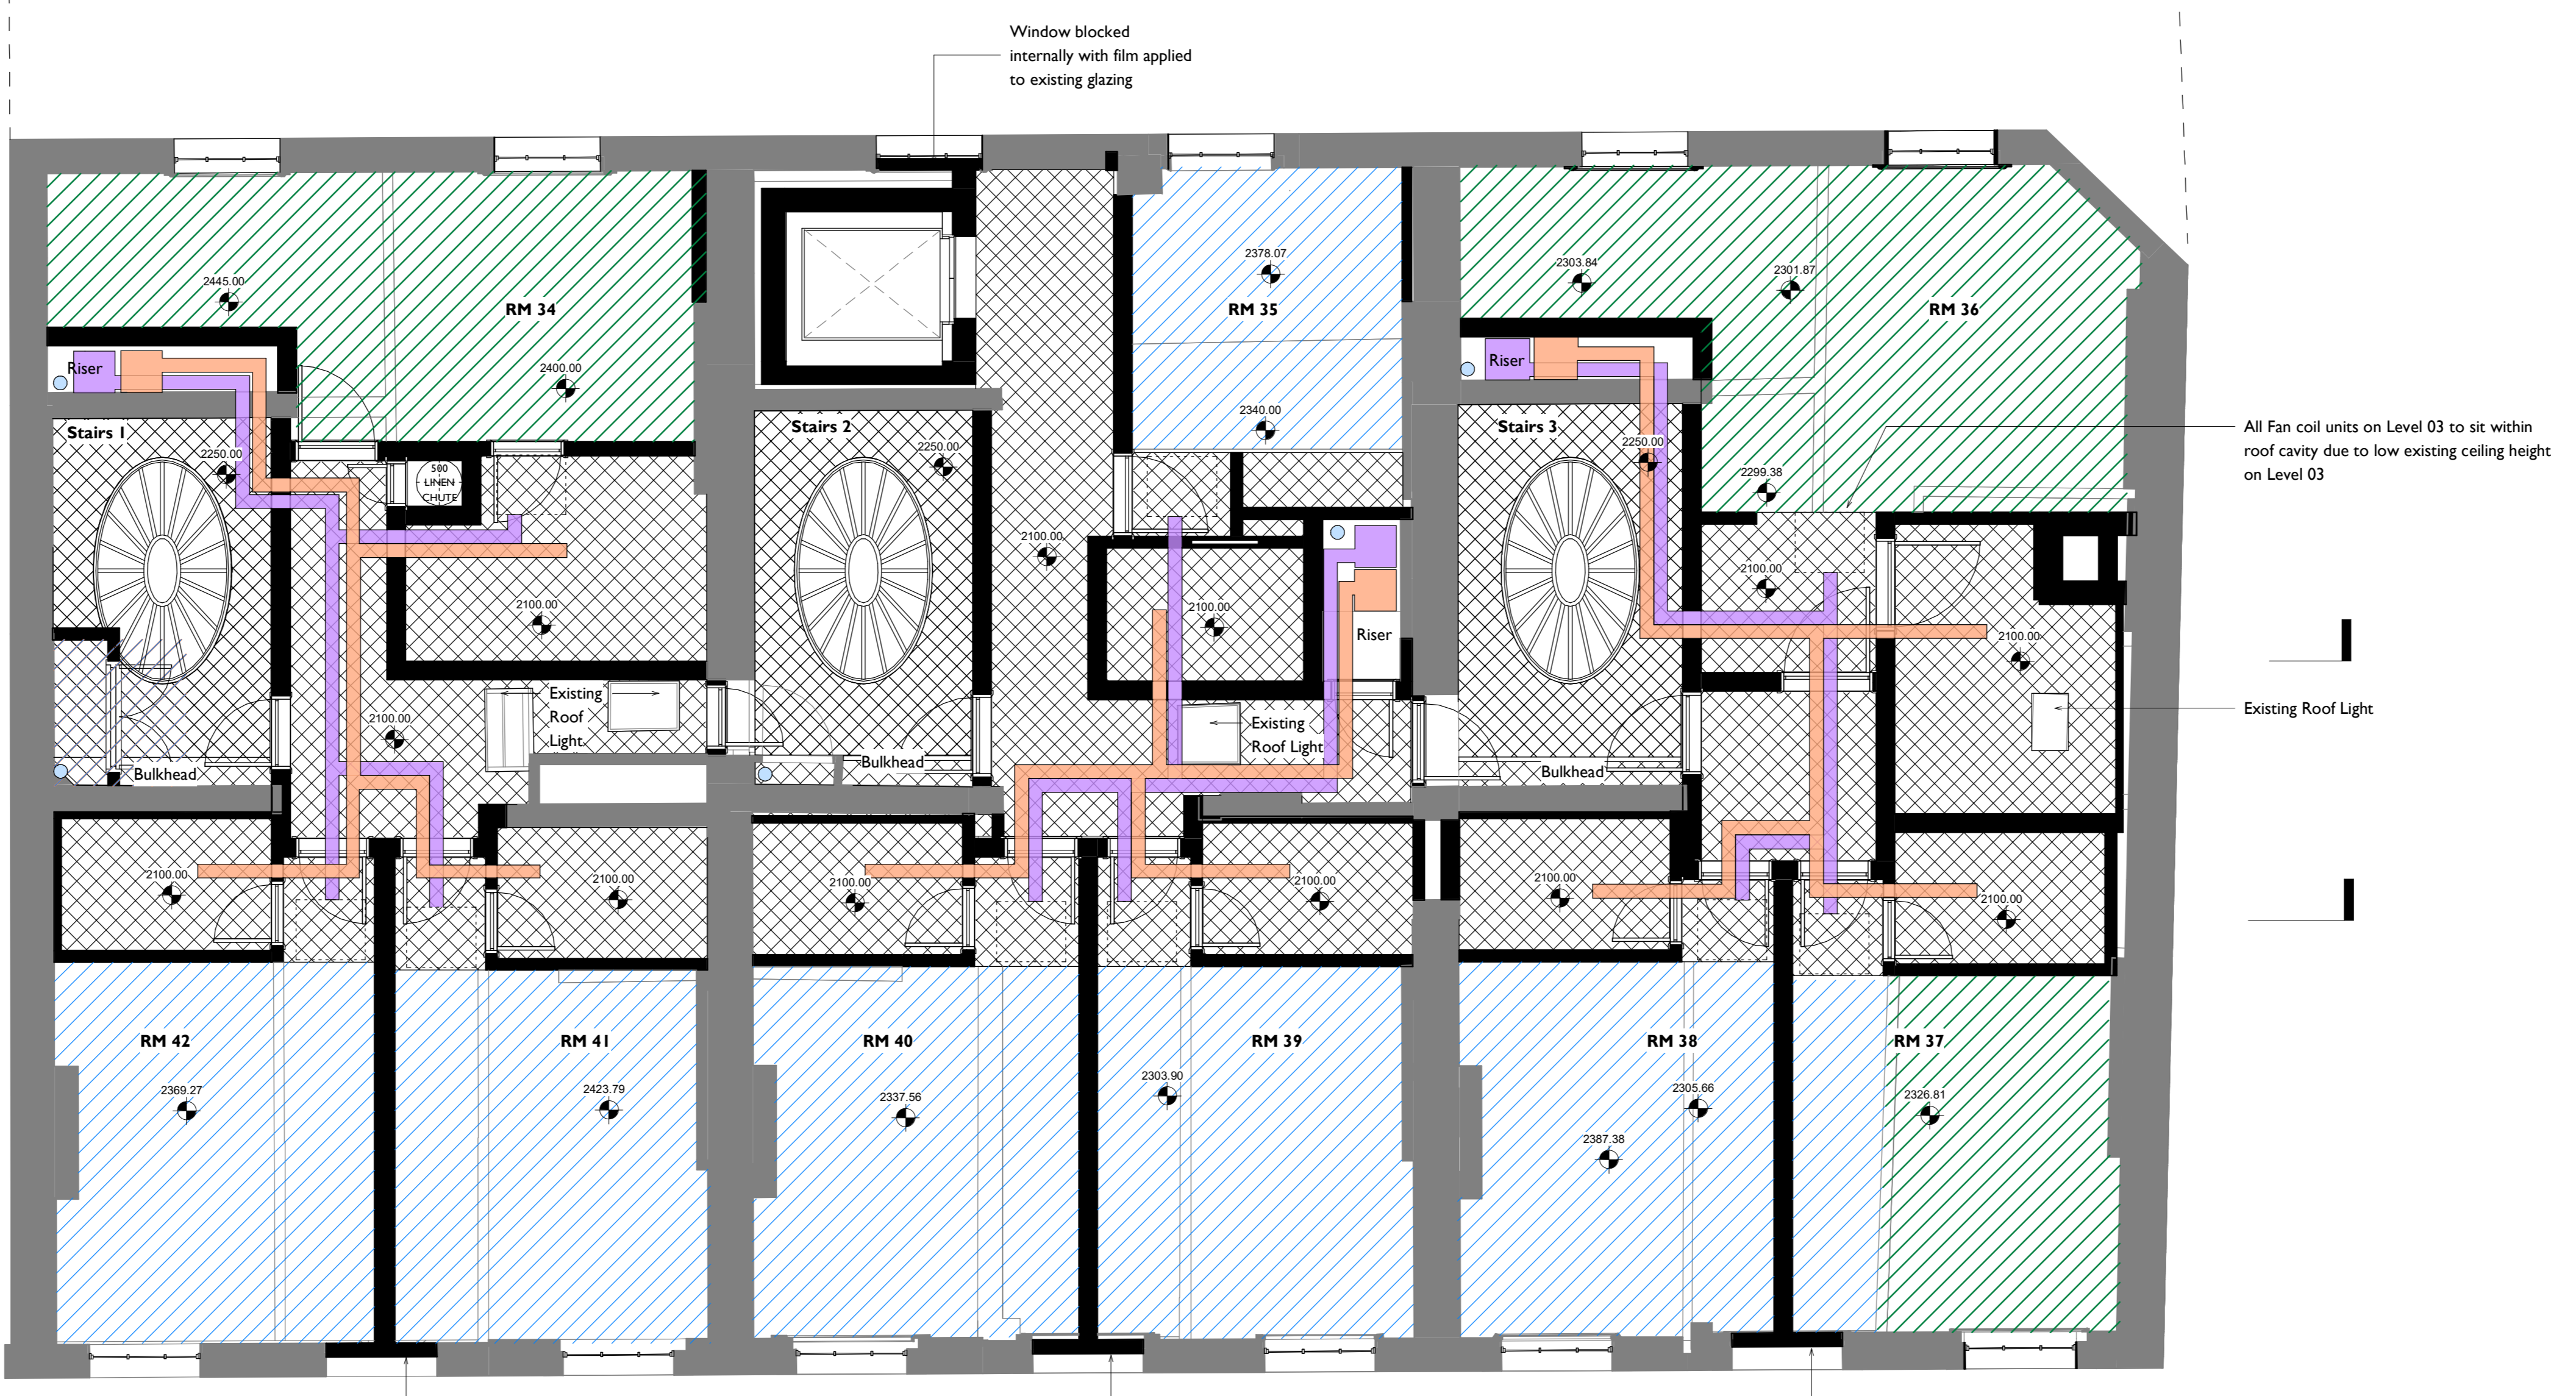 Window blocked
internally with film applied
to existing glazing
2445.00
RM 34
2400.00
2378.07
RM 35
2340.00
2303.84
2301.87
RM 36
2299.38
Riser
Riser
Stairs 1
2250.00
500
LINEN
CHUTE
Stairs 2
2250.00
Stairs 3
2250.00
All Fan coil units on Level 03 to sit within
roof cavity due to low existing ceiling height
on Level 03
2100.00
2100.00
2100.00
2100.00
Riser
2100.00
2100.00
Existing
Roof
Light
Existing
Roof Light
Existing Roof Light
Bulkhead
Bulkhead
Bulkhead
2100.00
2100.00
2100.00
2100.00
2100.00
2100.00
RM 42
RM 41
RM 40
RM 39
RM 38
RM 37
2369.27
2423.79
2337.56
2303.90
2305.66
2387.38
2326.81